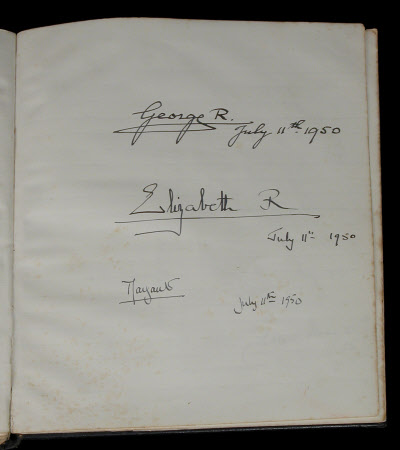 George R.
July 11th. 1950
Elizabeth R
July 11th 1950
Margaret
July 11th 1950